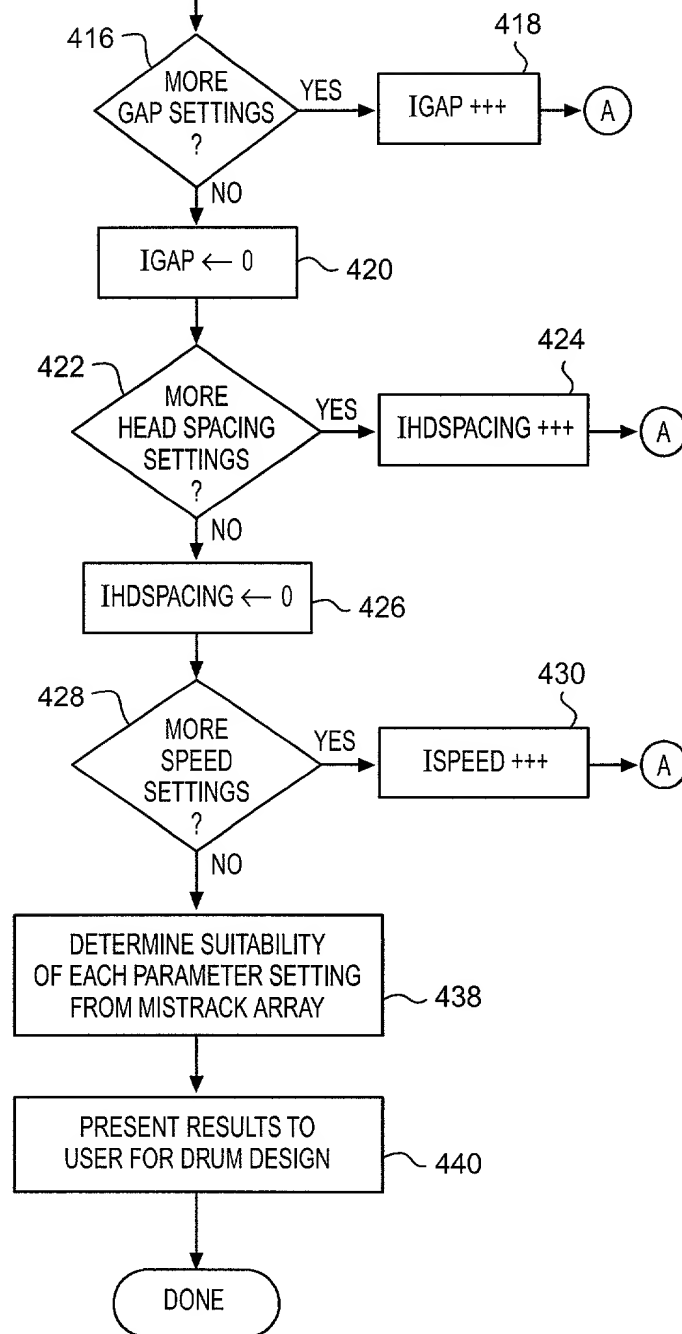 416
MORE
GAP SETTINGS
?
YES
418
IGAP +++
A
NO
IGAP ← 0
420
422
MORE
HEAD SPACING
SETTINGS
?
YES
424
IHDSPACING +++
A
NO
IHDSPACING ← 0
426
428
MORE
SPEED
SETTINGS
?
YES
430
ISPEED +++
A
NO
DETERMINE SUITABILITY
OF EACH PARAMETER SETTING
FROM MISTRACK ARRAY
438
PRESENT RESULTS TO
USER FOR DRUM DESIGN
440
DONE